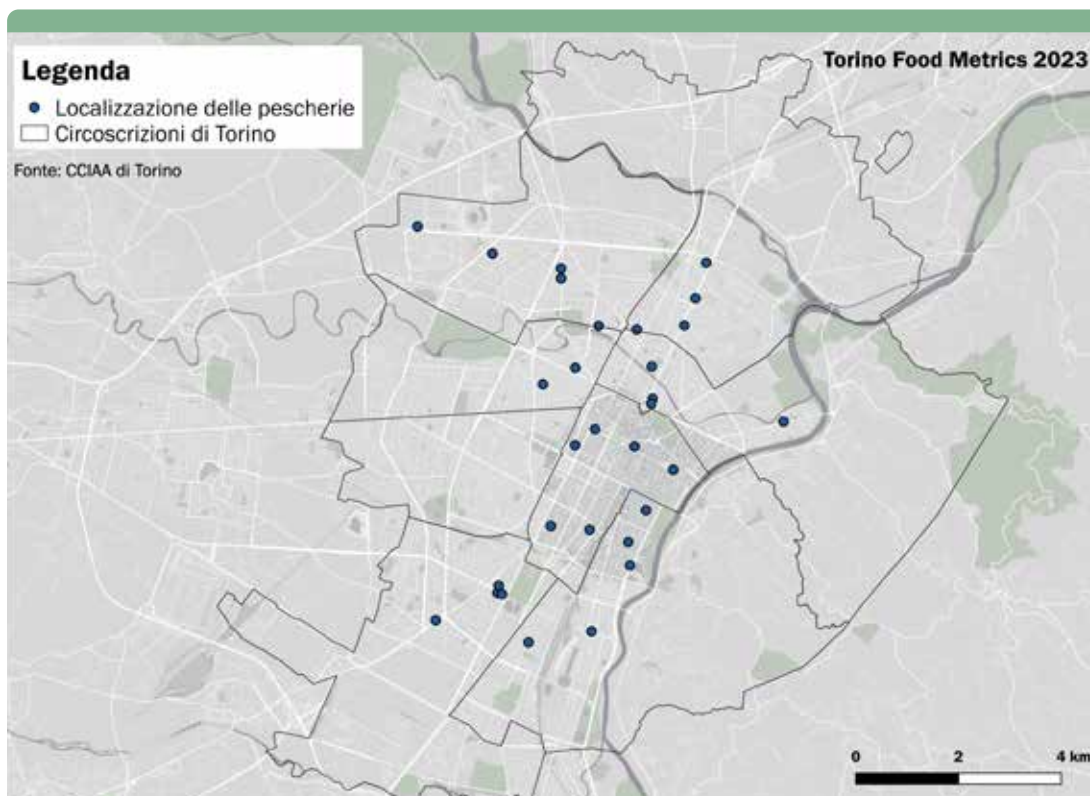 Torino Food Metrics 2023
Legenda
Localizzazione delle pescherie
Circoscrizioni di Torino
Fonte: CCIAA di Torino
0 2 4 km